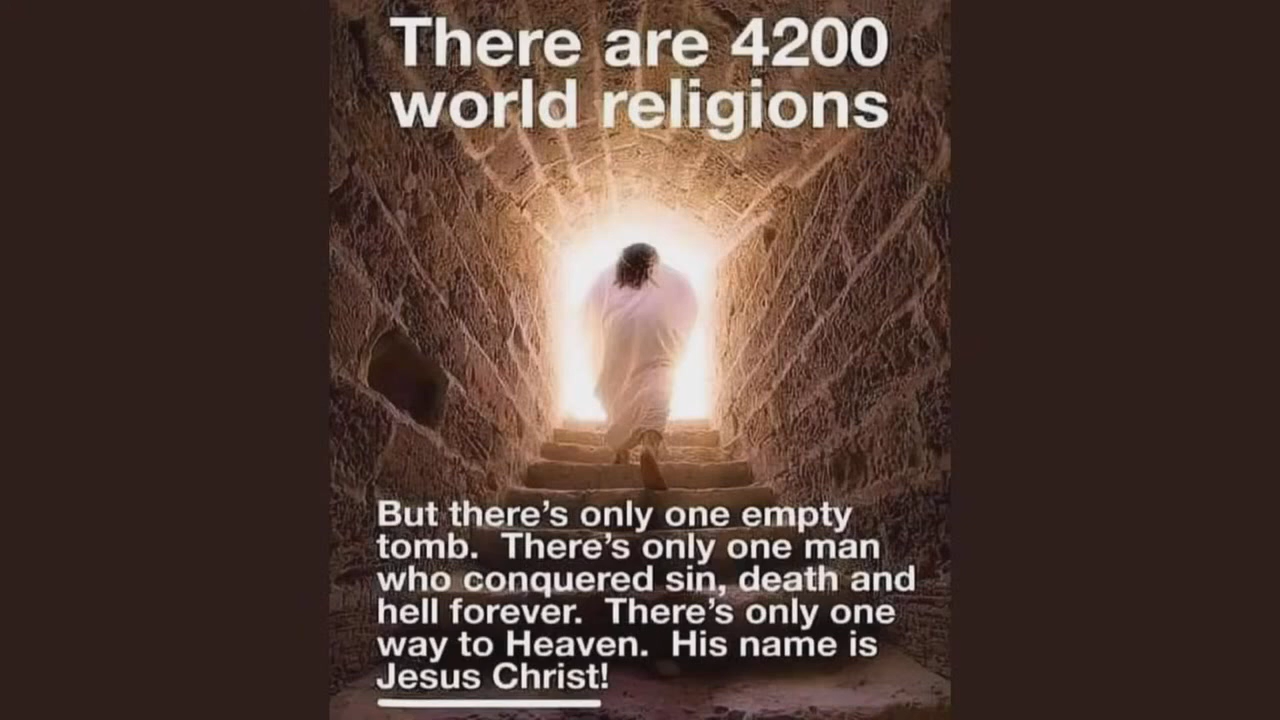 There are 4200
world religions
But there's only one empty
tomb.  There's only one man
who conquered sin, death and
hell forever.  There's only one
way to Heaven.  His name is
Jesus Christ!